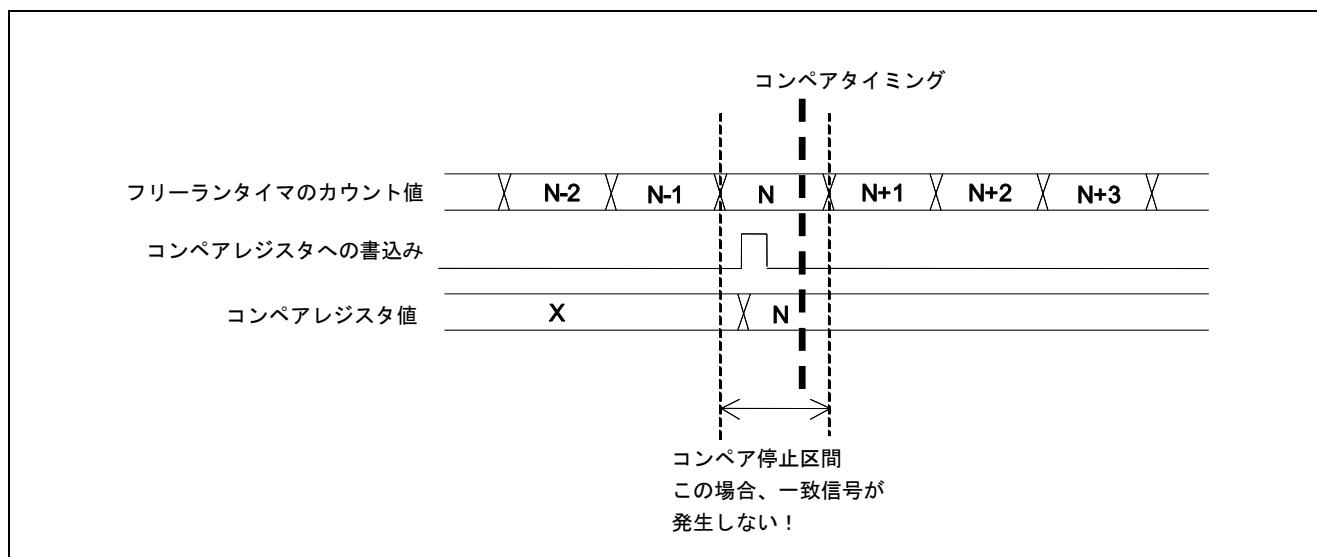 コンペアタイミング
フリーランタイマのカウント値
N-2 N-1 N N+1 N+2 N+3
コンペアレジスタへの書込み
コンペアレジスタ値
X N
コンペア停止区間
この場合、一致信号が
発生しない！